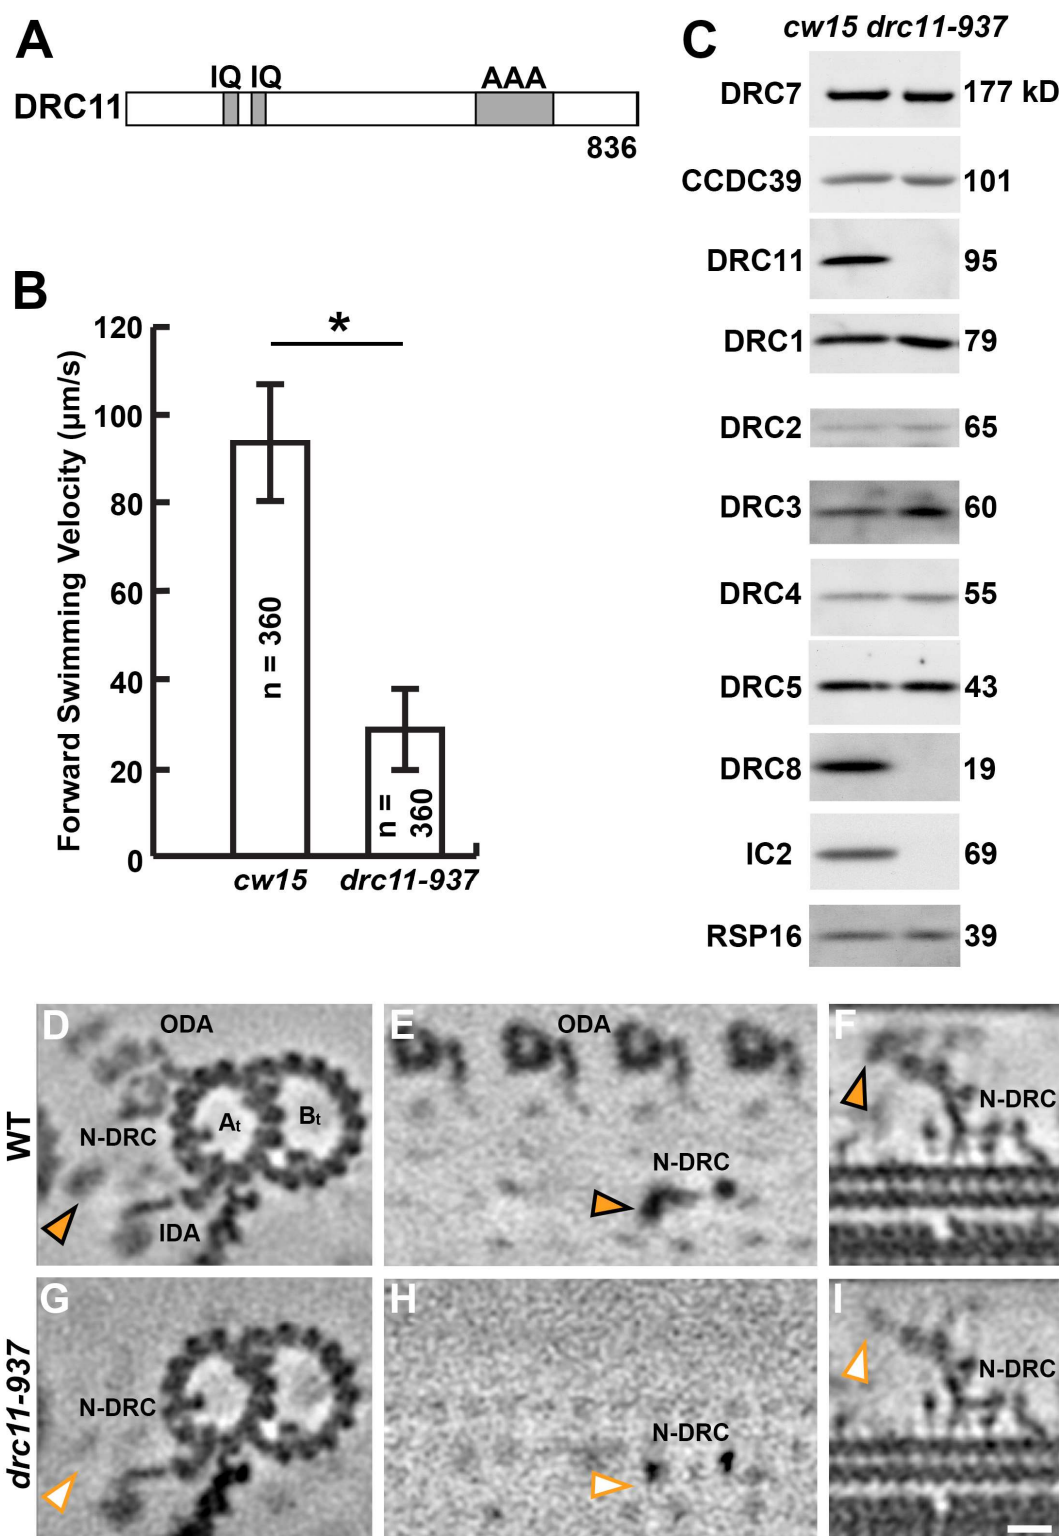 A
IQ IQ AAA
DRC11
836
B
120
100
80
60
40
20
0
Forward Swimming Velocity (µm/s)
*
n = 360
n =
360
cw15 drc11-937
C
cw15 drc11-937
DRC7 177 kD
CCDC39 101
DRC11 95
DRC1 79
DRC2 65
DRC3 60
DRC4 55
DRC5 43
DRC8 19
IC2 69
RSP16 39
WT
D
ODA
At
Bt
N-DRC
IDA
E
ODA
N-DRC
F
N-DRC
drc11-937
G
N-DRC
H
N-DRC
I
N-DRC